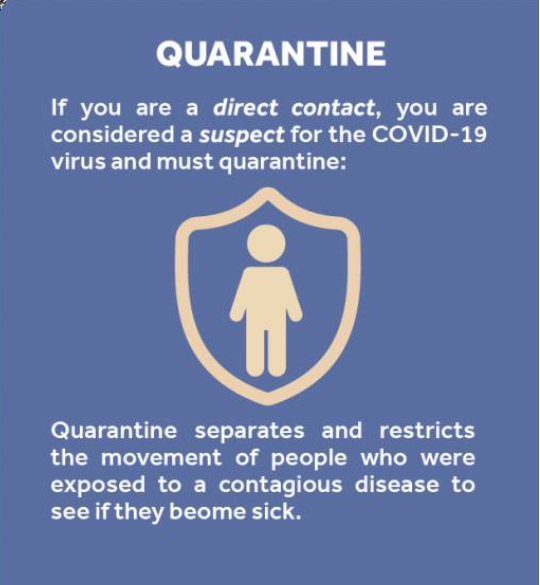 QUARANTINE
If you are a direct contact, you are
considered a suspect for the COVID-19
virus and must quarantine:
Quarantine separates and restricts
the movement of people who were
exposed to a contagious disease to
see if they beome sick.